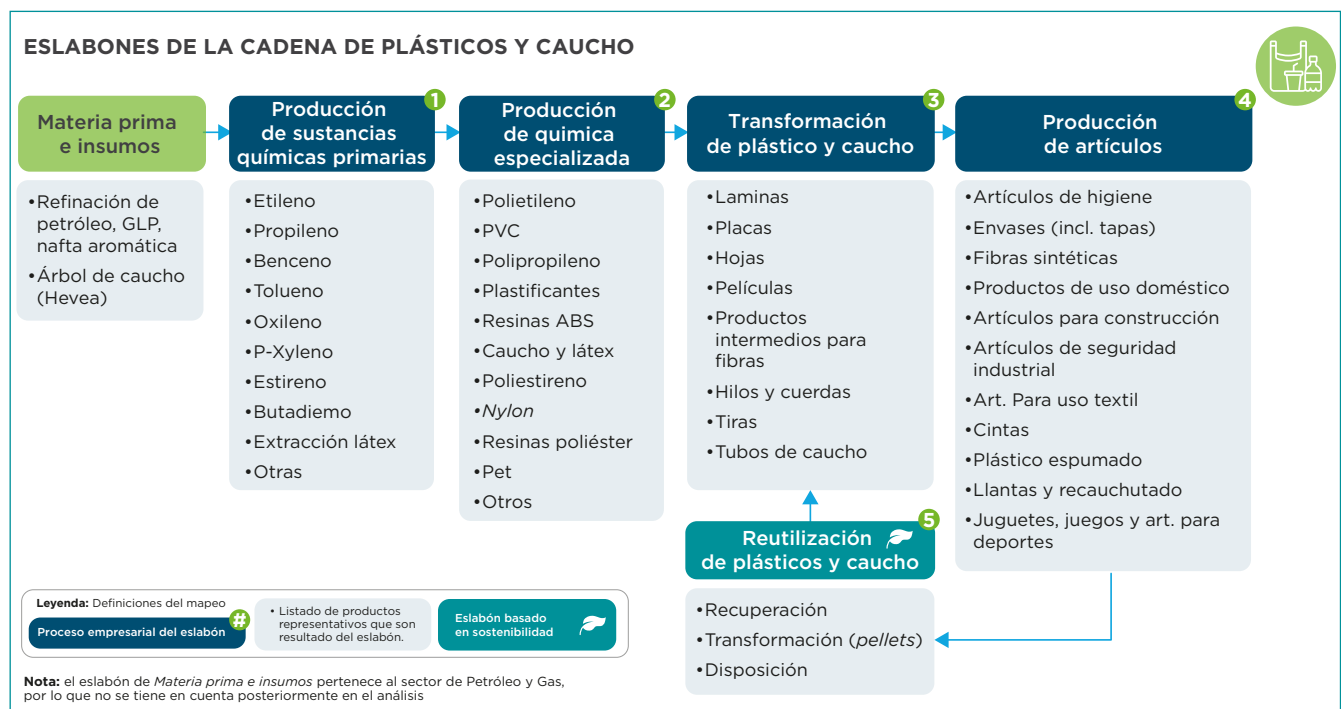 ESLABONES DE LA CADENA DE PLÁSTICOS Y CAUCHO
Materia prima
e insumos
•Refinación de
petróleo, GLP,
nafta aromática
•Árbol de caucho
(Hevea)
1
Producción
de sustancias
químicas primarias
•Etileno
•Propileno
•Benceno
•Tolueno
•Oxileno
•P-Xyleno
•Estireno
•Butadiemo
•Extracción látex
•Otras
2
Producción
de quimica
especializada
•Polietileno
•PVC
•Polipropileno
•Plastificantes
•Resinas ABS
•Caucho y látex
•Poliestireno
•Nylon
•Resinas poliéster
•Pet
•Otros
3
Transformación
de plástico y caucho
•Laminas
•Placas
•Hojas
•Películas
•Productos
intermedios para
fibras
•Hilos y cuerdas
•Tiras
•Tubos de caucho
4
Producción
de artículos
•Artículos de higiene
•Envases (incl. tapas)
•Fibras sintéticas
•Productos de uso doméstico
•Artículos para construcción
•Artículos de seguridad
industrial
•Art. Para uso textil
•Cintas
•Plástico espumado
•Llantas y recauchutado
•Juguetes, juegos y art. para
deportes
5
Reutilización
de plásticos y caucho
•Recuperación
•Transformación (pellets)
•Disposición
Leyenda: Definiciones del mapeo
#
Proceso empresarial del eslabón
• Listado de productos
representativos que son
resultado del eslabón.
Eslabón basado
en sostenibilidad
Nota: el eslabón de Materia prima e insumos pertenece al sector de Petróleo y Gas,
por lo que no se tiene en cuenta posteriormente en el análisis